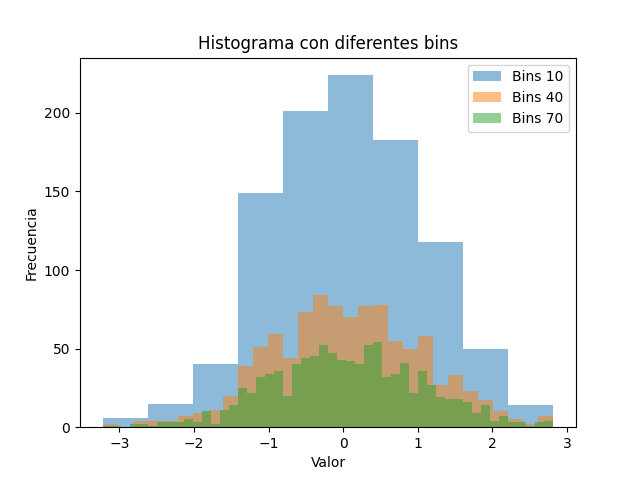 Histograma con diferentes bins
Bins 10
Bins 40
Bins 70
Frecuencia
200
150
100
50
0
−3
−2
−1
0
1
2
3
Valor